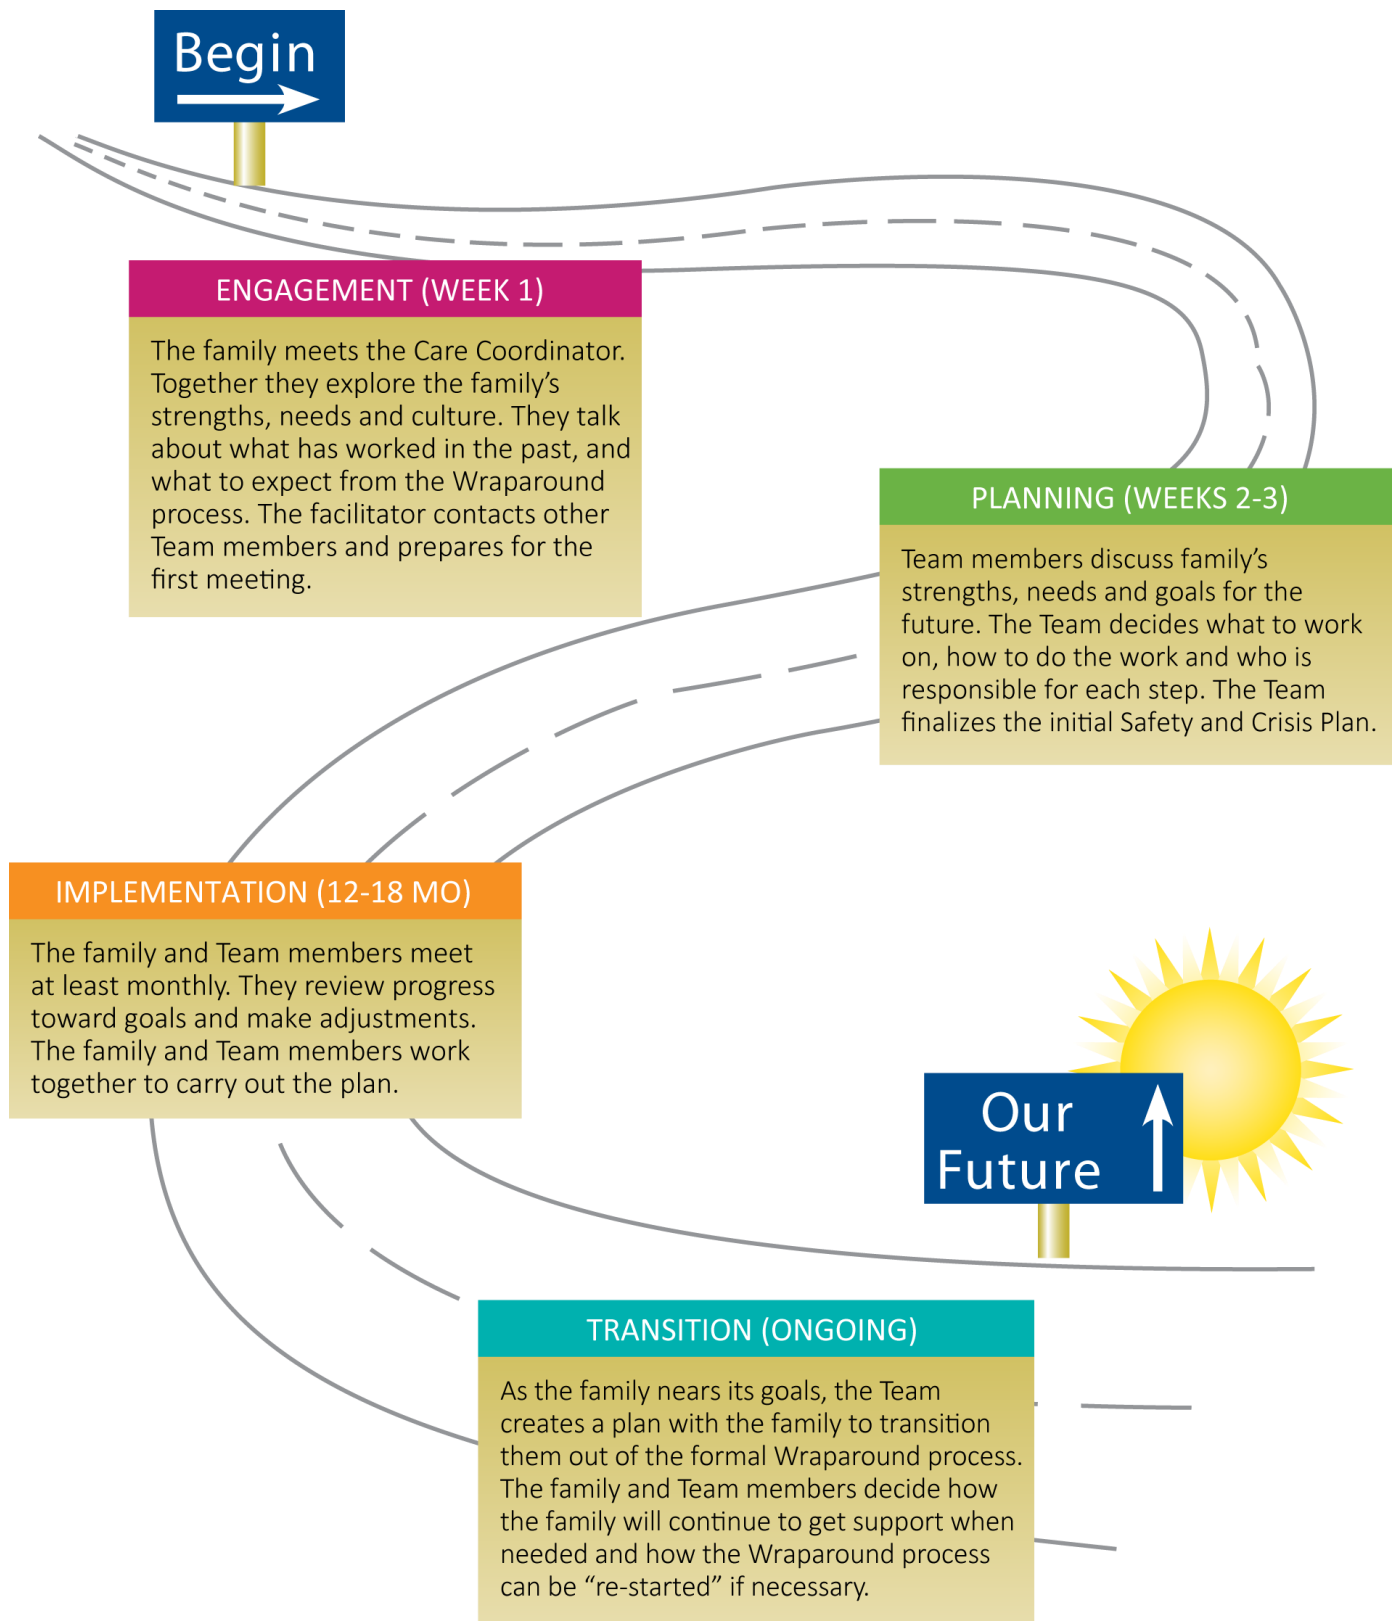 Begin
ENGAGEMENT (WEEK 1)
The family meets the Care Coordinator.
Together they explore the family’s
strengths, needs and culture. They talk
about what has worked in the past, and
what to expect from the Wraparound
process. The facilitator contacts other
Team members and prepares for the
first meeting.
PLANNING (WEEKS 2-3)
Team members discuss family’s
strengths, needs and goals for the
future. The Team decides what to work
on, how to do the work and who is
responsible for each step. The Team
finalizes the initial Safety and Crisis Plan.
IMPLEMENTATION (12-18 MO)
The family and Team members meet
at least monthly. They review progress
toward goals and make adjustments.
The family and Team members work
together to carry out the plan.
Our
Future
TRANSITION (ONGOING)
As the family nears its goals, the Team
creates a plan with the family to transition
them out of the formal Wraparound process.
The family and Team members decide how
the family will continue to get support when
needed and how the Wraparound process
can be “re-started” if necessary.